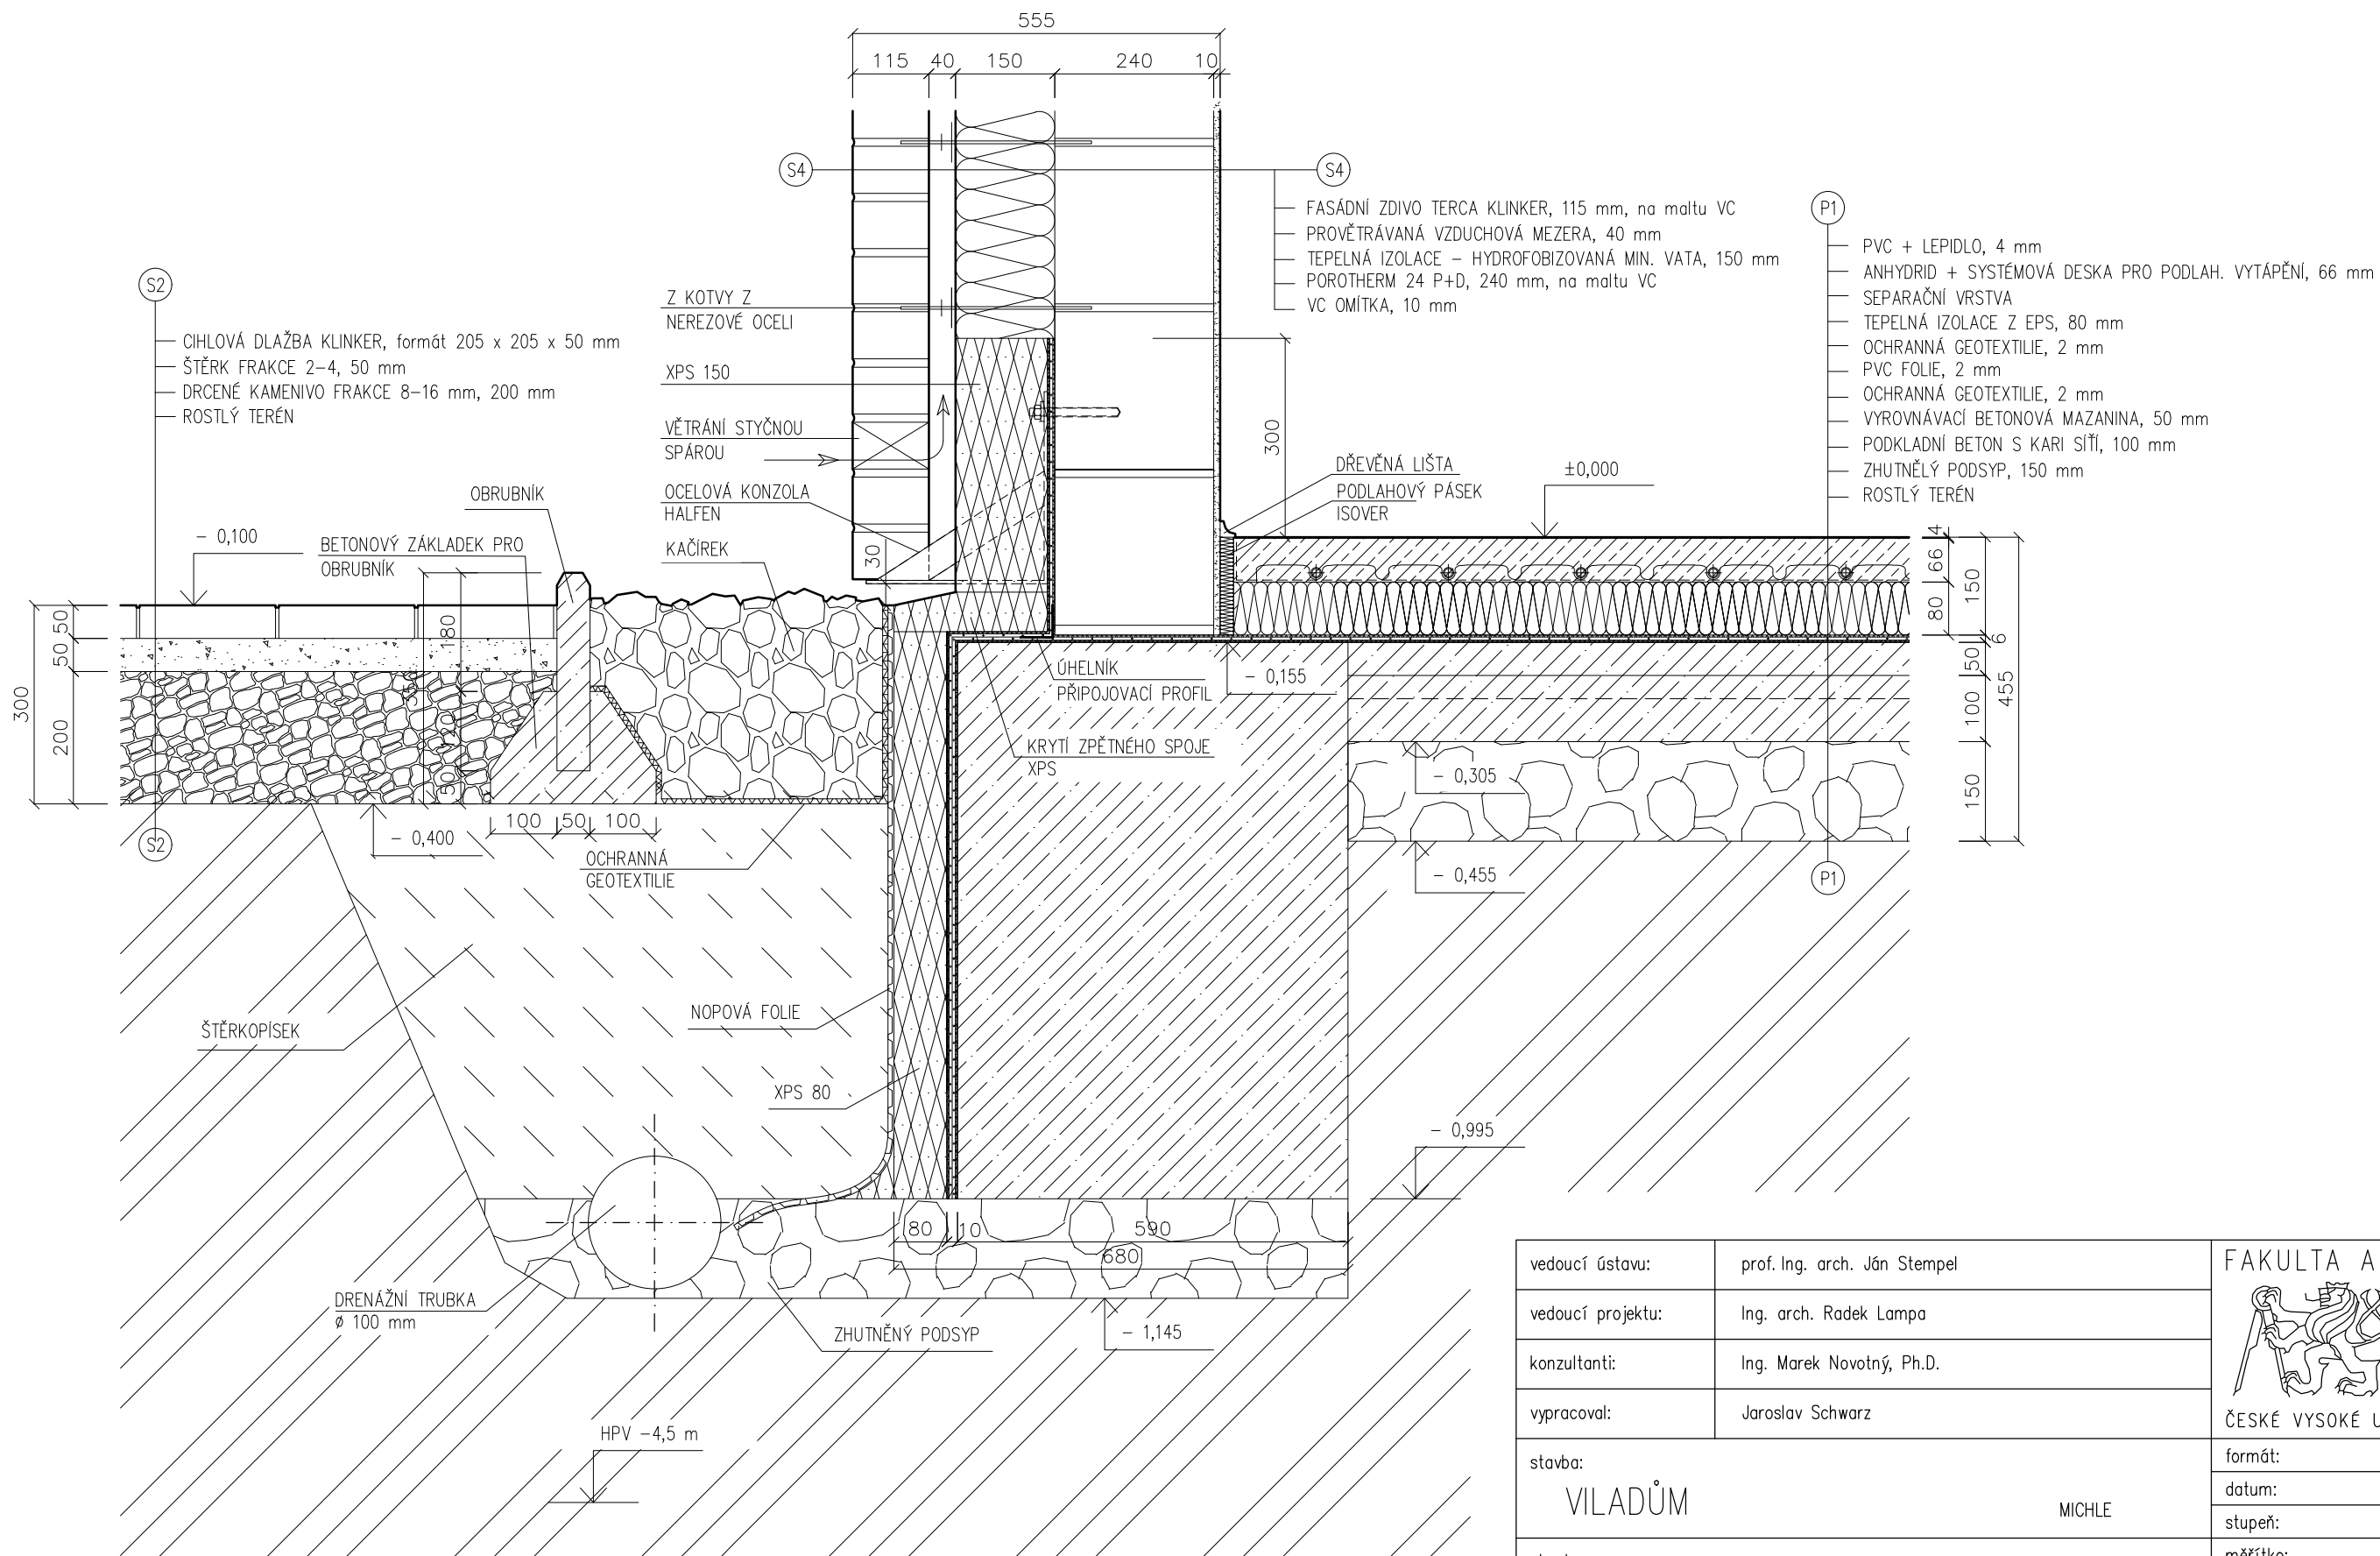 555
115 40 150 240 10
S4
S4
FASÁDNÍ ZDIVO TERCA KLINKER, 115 mm, na maltu VC
PROVĚTRÁVANÁ VZDUCHOVÁ MEZERA, 40 mm
TEPELNÁ IZOLACE – HYDROFOBIZOVANÁ MIN. VATA, 150 mm
POROTHERM 24 P+D, 240 mm, na maltu VC
VC OMÍTKA, 10 mm
P1
PVC + LEPIDLO, 4 mm
ANHYDRID + SYSTÉMOVÁ DESKA PRO PODLAH. VYTÁPĚNÍ, 66 mm
SEPARAČNÍ VRSTVA
TEPELNÁ IZOLACE Z EPS, 80 mm
OCHRANNÁ GEOTEXTILIE, 2 mm
PVC FOLIE, 2 mm
OCHRANNÁ GEOTEXTILIE, 2 mm
VYROVNÁVACÍ BETONOVÁ MAZANINA, 50 mm
PODKLADNÍ BETON S KARI SÍŤÍ, 100 mm
ZHUTNĚLÝ PODSYP, 150 mm
ROSTLÝ TERÉN
P1
S2
CIHLOVÁ DLAŽBA KLINKER, formát 205 x 205 x 50 mm
ŠTĚRK FRAKCE 2–4, 50 mm
DRCENÉ KAMENIVO FRAKCE 8–16 mm, 200 mm
ROSTLÝ TERÉN
S2
Z KOTVY Z
NEREZOVÉ OCELI
XPS 150
VĚTRÁNÍ STYČNOU
SPÁROU
OCELOVÁ KONZOLA
HALFEN
KAČÍREK
OBRUBNÍK
BETONOVÝ ZÁKLADEK PRO
OBRUBNÍK
– 0,100
30
300
DŘEVĚNÁ LIŠTA
PODLAHOVÝ PÁSEK
ISOVER
±0,000
4
66
80
150
6
50
100
150
455
300
50
50
200
350
180
120
50
100 50 100
– 0,400
OCHRANNÁ
GEOTEXTILIE
ÚHELNÍK
PŘIPOJOVACÍ PROFIL
– 0,155
KRYTÍ ZPĚTNÉHO SPOJE
XPS
– 0,305
– 0,455
ŠTĚRKOPÍSEK
NOPOVÁ FOLIE
XPS 80
– 0,995
80 10 590
680
DRENÁŽNÍ TRUBKA
ø 100 mm
ZHUTNĚNÝ PODSYP
– 1,145
HPV –4,5 m
vedoucí ústavu: prof. Ing. arch. Ján Stempel
vedoucí projektu: Ing. arch. Radek Lampa
konzultanti: Ing. Marek Novotný, Ph.D.
vypracoval: Jaroslav Schwarz
stavba:
VILADŮM MICHLE
FAKULTA A
ČESKÉ VYSOKÉ U
formát:
datum:
stupeň: